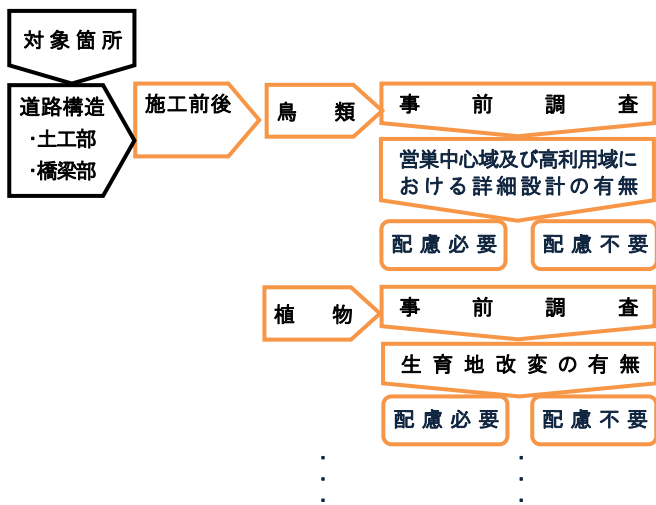 対象箇所
道路構造
・土工部
・橋梁部
施工前後
鳥類
事前調査
営巣中心域及び高利用域に
おける詳細設計の有無
配慮必要
配慮不要
植物
事前調査
生育地改変の有無
配慮必要
配慮不要